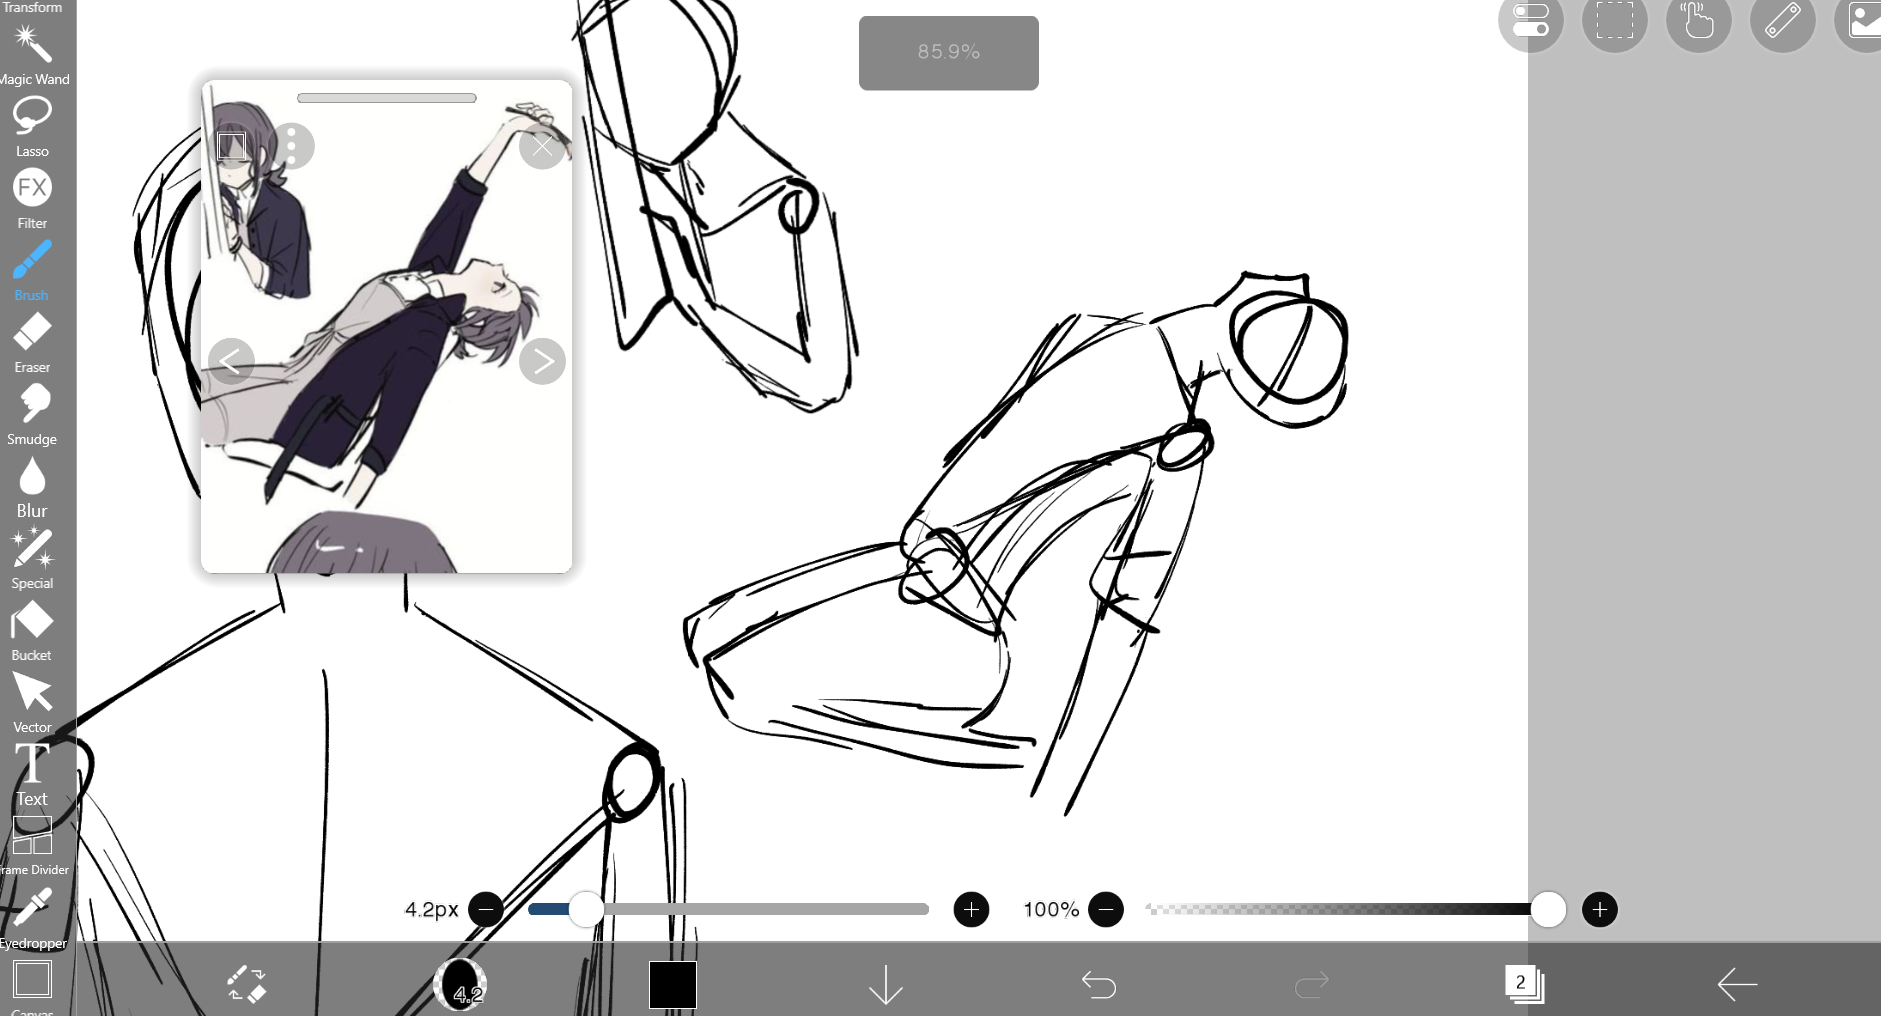 Transform
Magic Wand
Lasso
FX
Filter
Brush
Eraser
Smudge
Blur
Special
Bucket
Vector
T
Text
rame Divider
Eyedropper
Canvas
85.9%
4.2px
100%
4.2
2